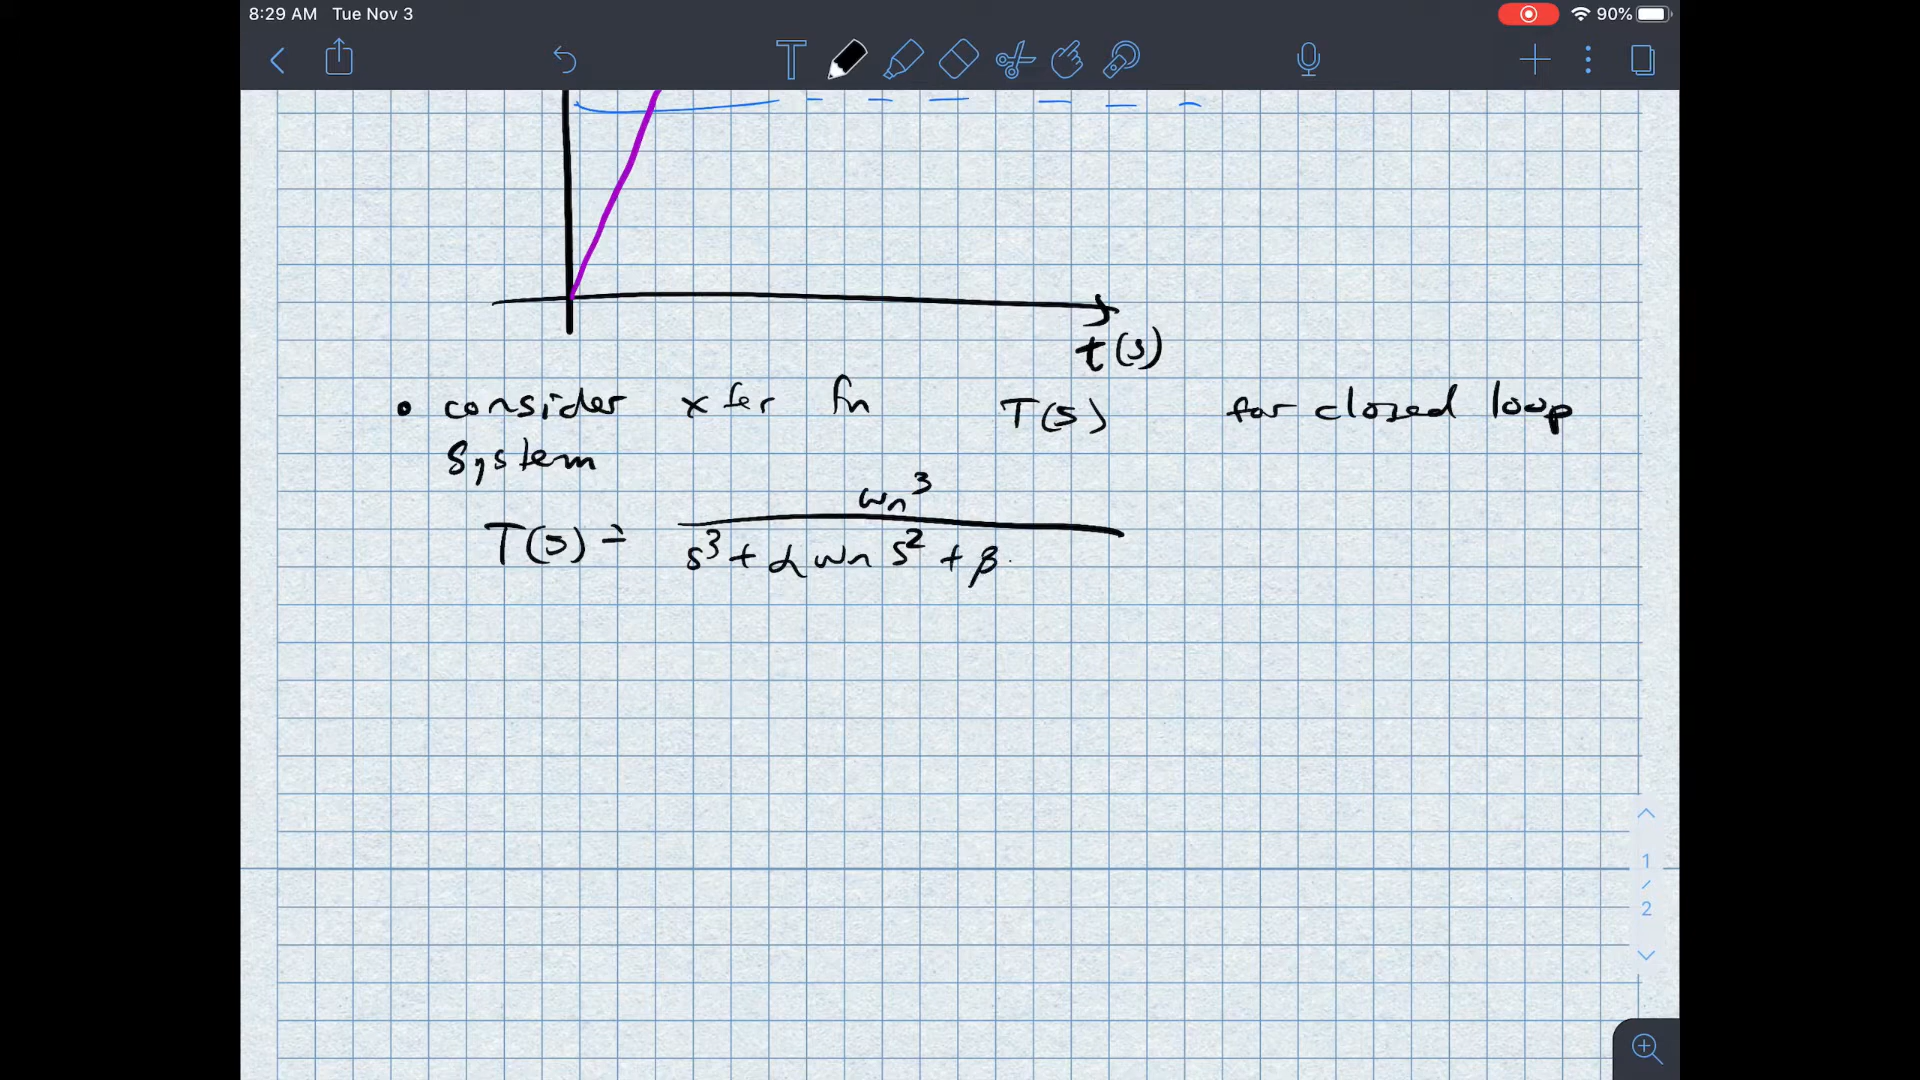 8:29 AM Tue Nov 3
90%
T
t(s)
• consider xfer fn T(s) for closed loop
System
ωn³
T(s) =
s³ + α ωn s² + β
1
/
2